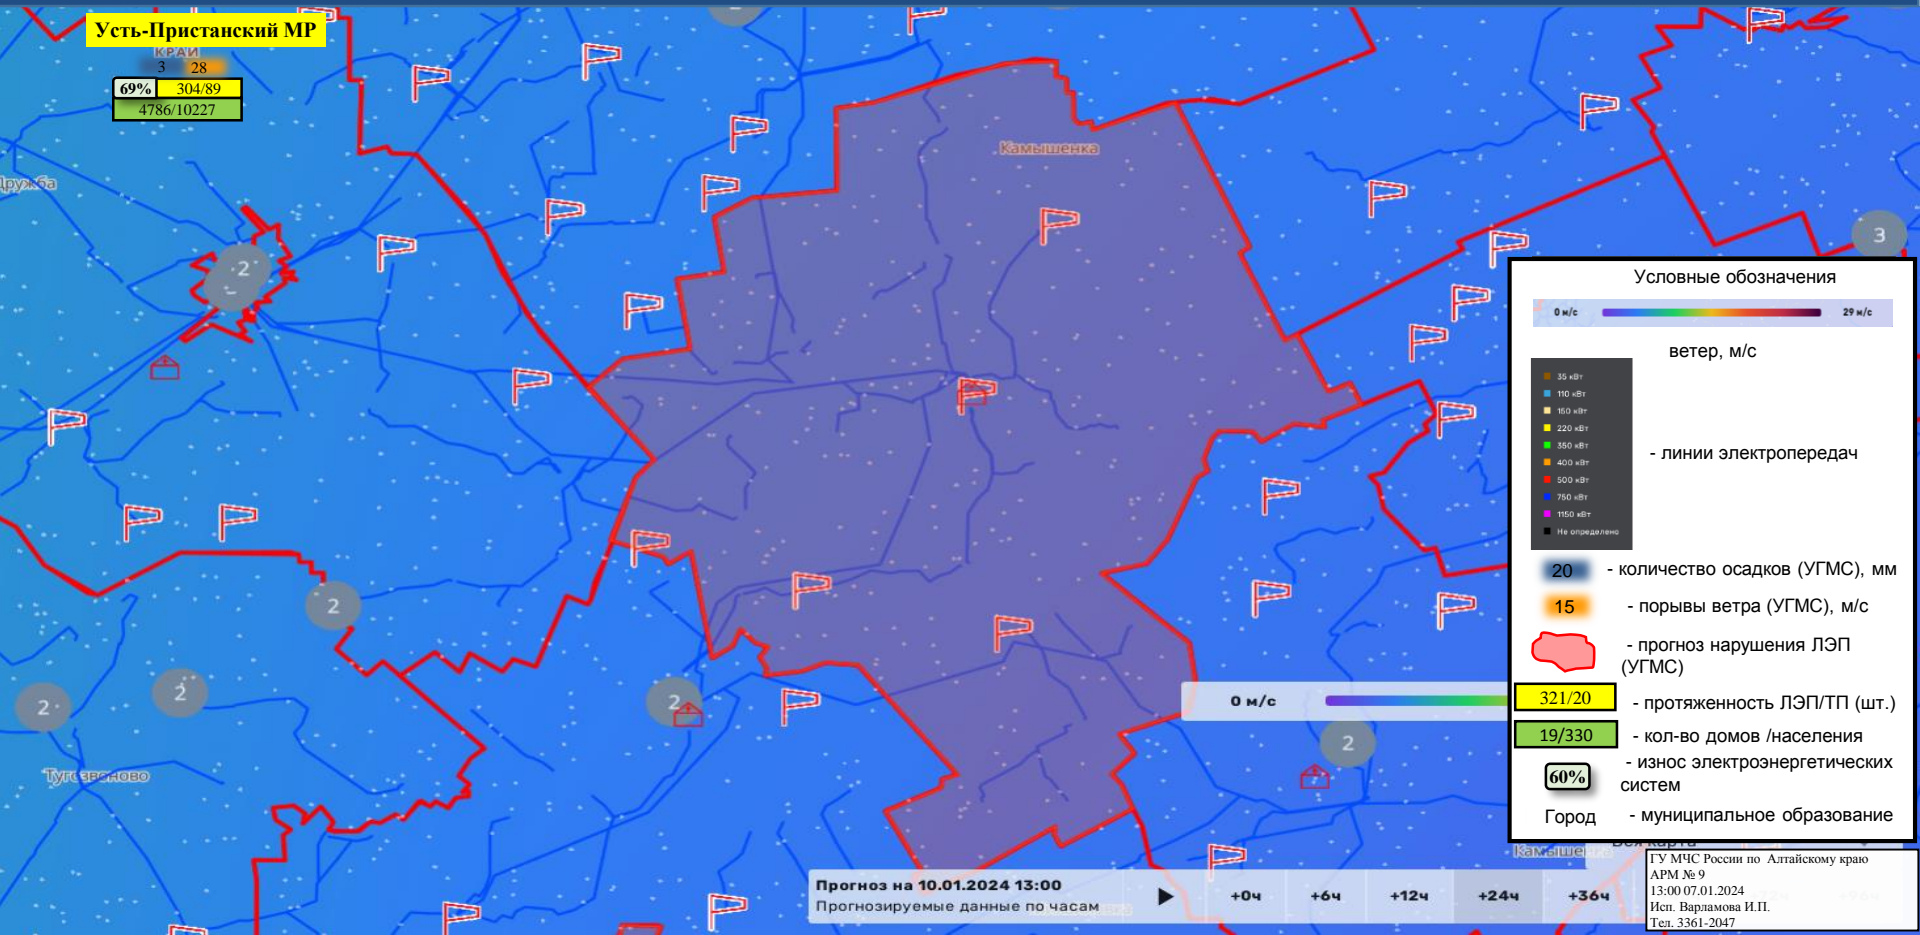 Усть-Пристанский МР
КРАЙ
3 28
69% 304/89
4786/10227
Камышенка
Дружба
2
3
2
2
2
2
2
Тугозвоново
0 м/с
Условные обозначения
0 м/с 29 м/с
ветер, м/с
35 кВт
110 кВт
150 кВт
220 кВт
350 кВт
400 кВт
500 кВт
750 кВт
1150 кВт
Не определено
- линии электропередач
20 - количество осадков (УГМС), мм
15 - порывы ветра (УГМС), м/с
- прогноз нарушения ЛЭП
(УГМС)
321/20 - протяженность ЛЭП/ТП (шт.)
19/330 - кол-во домов /населения
60% - износ электроэнергетических
систем
Город - муниципальное образование
Вся карта
Прогноз на 10.01.2024 13:00
Прогнозируемые данные по часам
+0ч +6ч +12ч +24ч +36ч
ГУ МЧС России по Алтайскому краю
АРМ № 9
13:00 07.01.2024
Исп. Варламова И.П.
Тел. 3361-2047